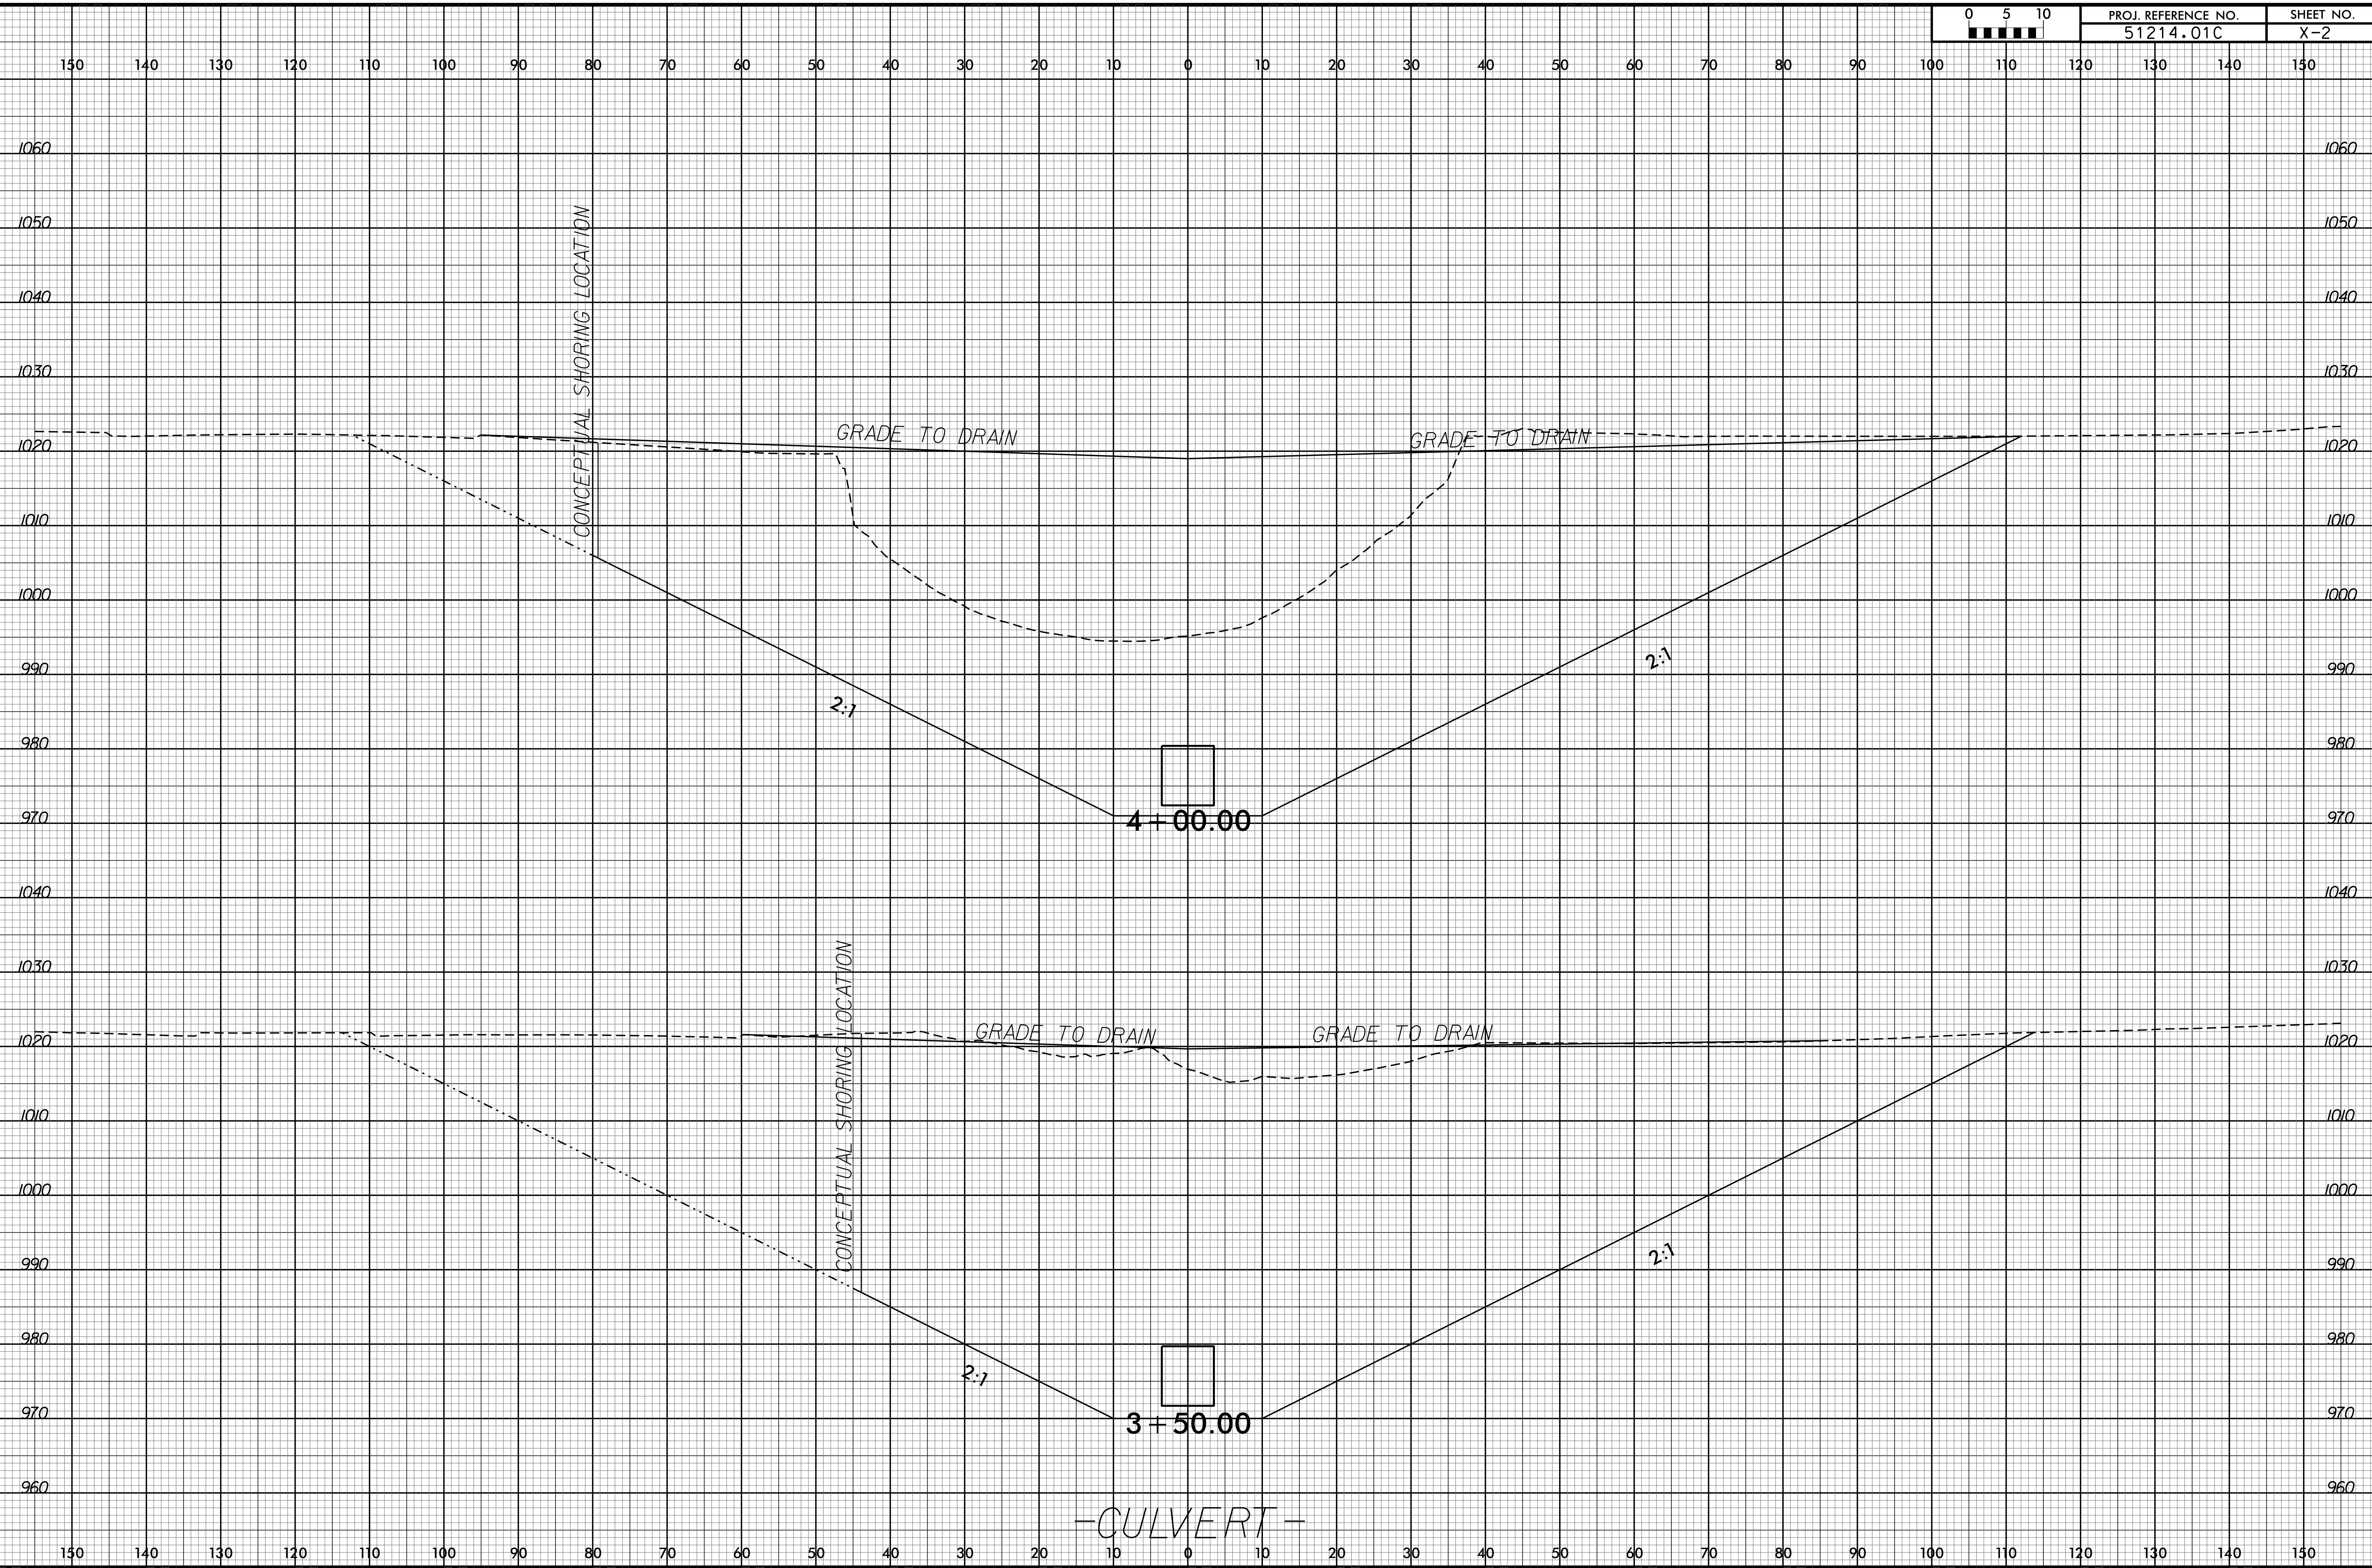 0 5 10
PROJ. REFERENCE NO. SHEET NO.
51214.01C X-2
150 140 130 120 110 100 90 80 70 60 50 40 30 20 10 0 10 20 30 40 50 60 70 80 90 100 110 120 130 140 150
1060 1060
1050 1050
1040 1040
1030 1030
CONCEPTUAL SHORING LOCATION
GRADE TO DRAIN GRADE TO DRAIN
1020 1020
1010 1010
1000 1000
990 990
2:1
2:1
980 980
970 4+00.00 970
1040 1040
1030 1030
CONCEPTUAL SHORING LOCATION
GRADE TO DRAIN GRADE TO DRAIN
1020 1020
1010 1010
1000 1000
990 990
2:1
980 980
2:1
970 970
3+50.00
960 960
-CULVERT-
150 140 130 120 110 100 90 80 70 60 50 40 30 20 10 0 10 20 30 40 50 60 70 80 90 100 110 120 130 140 150